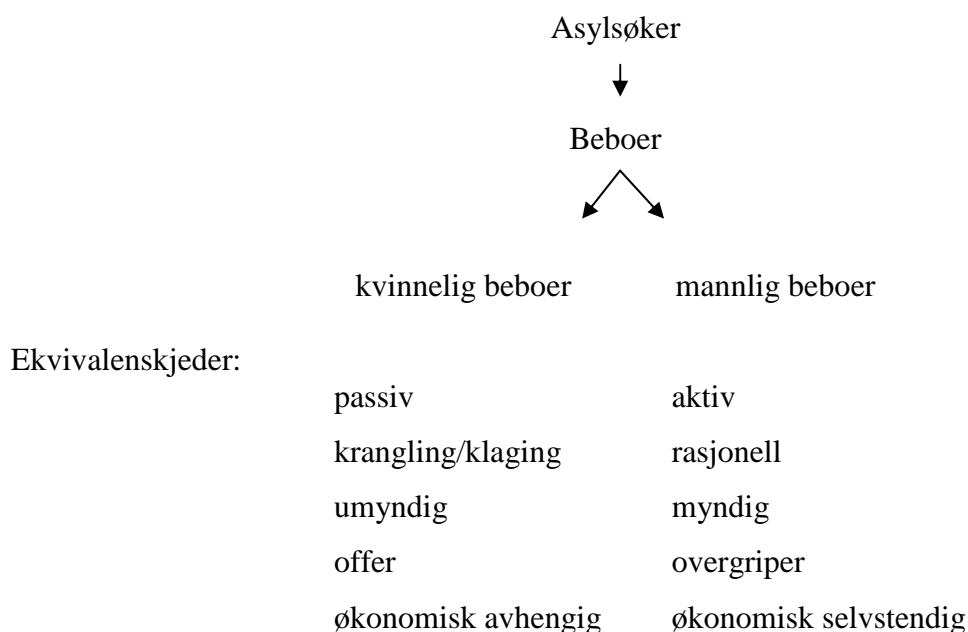 Asylsøker
Beboer
kvinnelig beboer mannlig beboer
Ekvivalenskjeder:
passiv aktiv
krangling/klaging rasjonell
umyndig myndig
offer overgriper
økonomisk avhengig økonomisk selvstendig